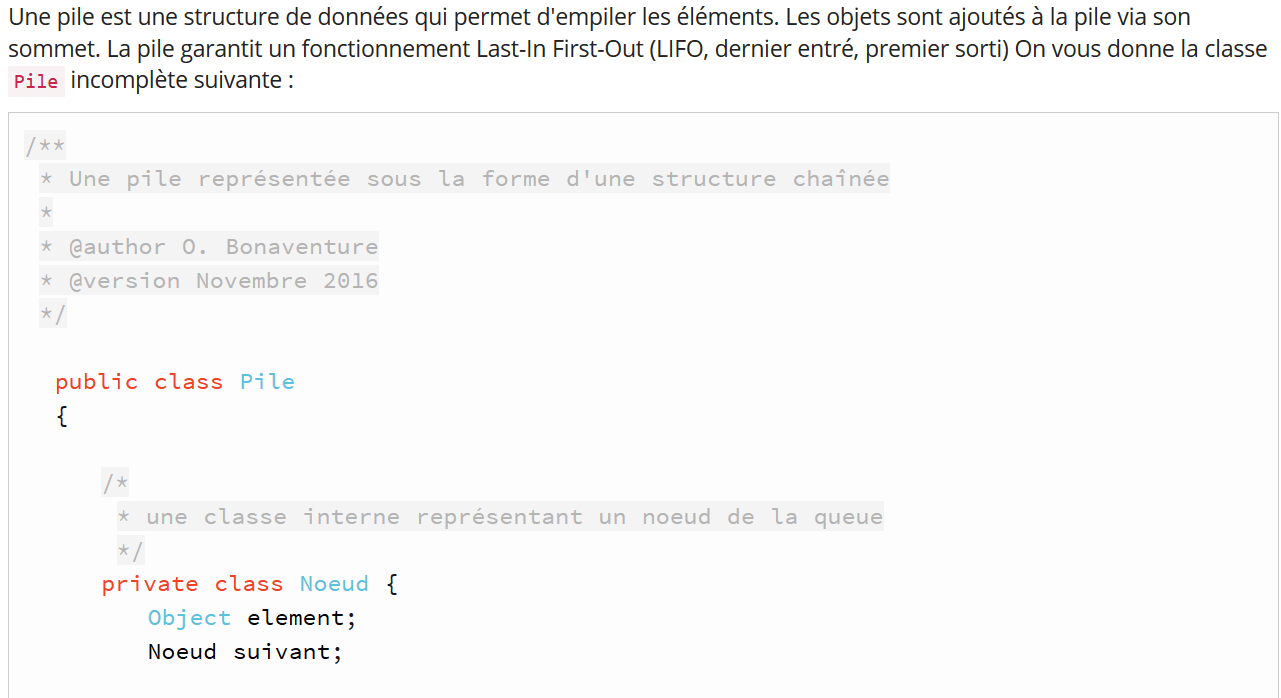 Une pile est une structure de données qui permet d'empiler les éléments. Les objets sont ajoutés à la pile via son
sommet. La pile garantit un fonctionnement Last-In First-Out (LIFO, dernier entré, premier sorti) On vous donne la classe
Pile incomplète suivante :
/**
* Une pile représentée sous la forme d'une structure chaînée
*
* @author O. Bonaventure
* @version Novembre 2016
*/
public class Pile
{
/*
* une classe interne représentant un noeud de la queue
*/
private class Noeud {
Object element;
Noeud suivant;